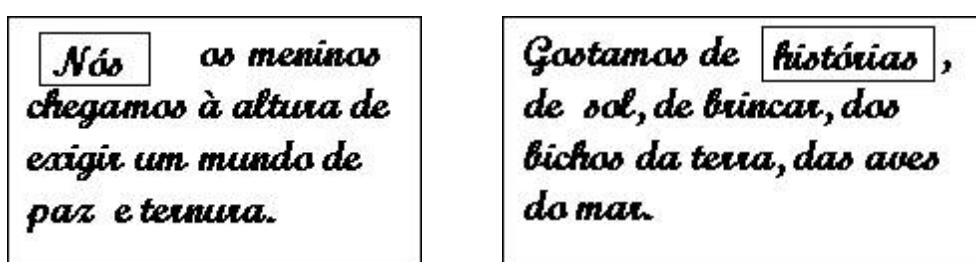 Nós os meninos
chegamos à altura de
exigir um mundo de
paz e ternura.
Gostamos de histórias,
de sol, de brincar, dos
bichos da terra, das aves
do mar.